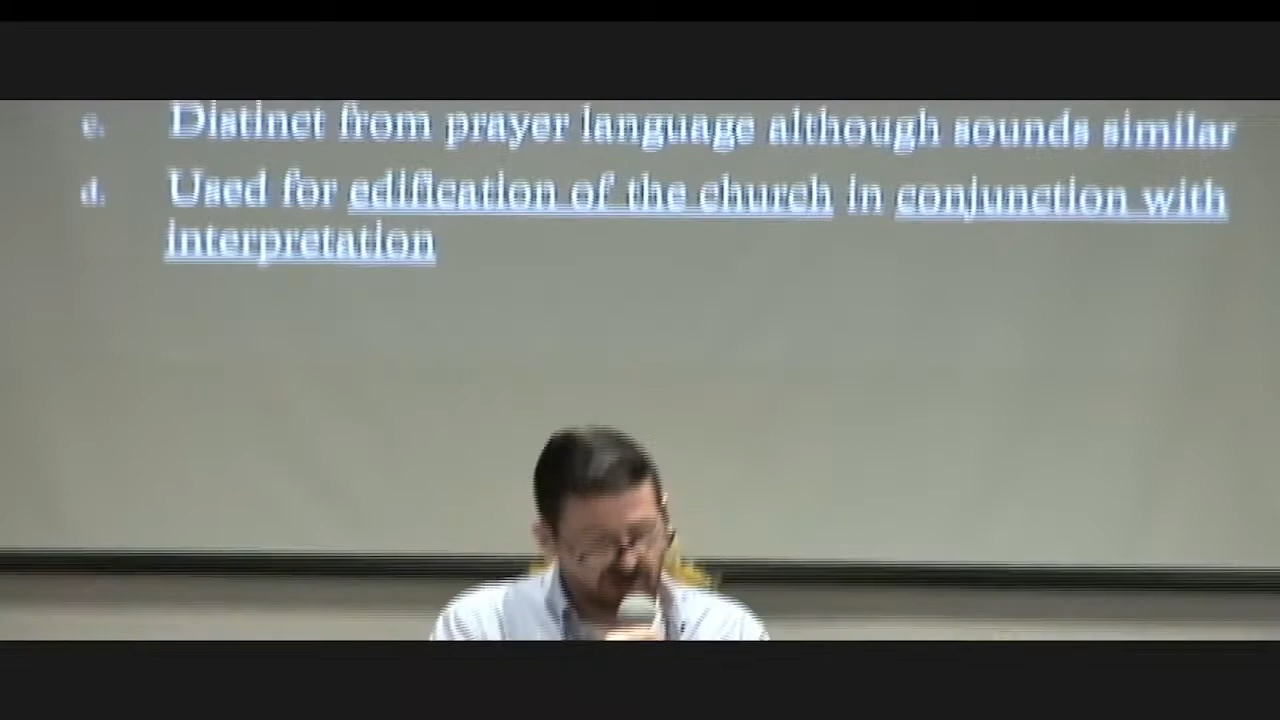 c. Distinct from prayer language although sounds similar
d. Used for edification of the church in conjunction with
interpretation